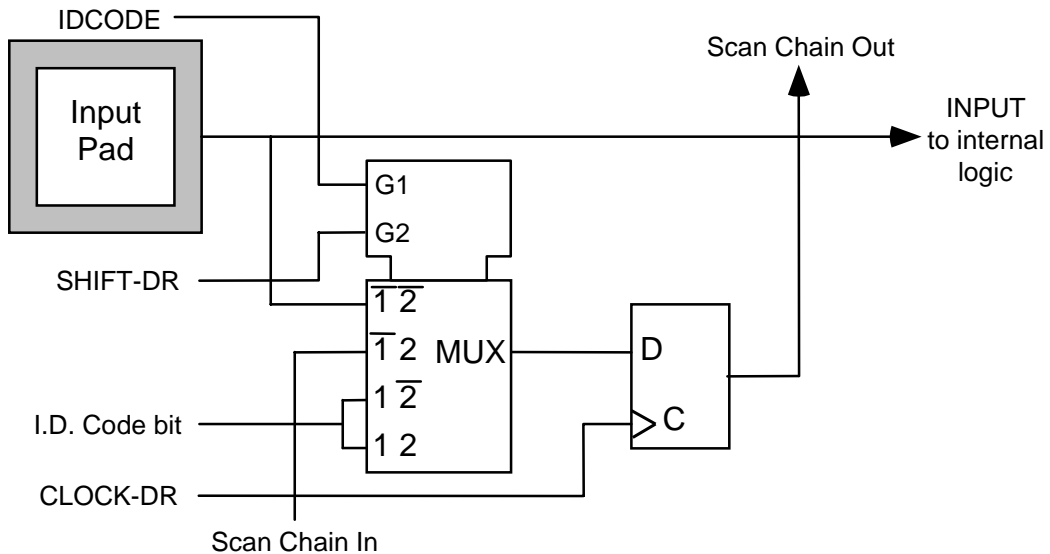 IDCODE
Scan Chain Out
Input
Pad
INPUT
to internal
logic
G1
G2
SHIFT-DR
1̅ 2̅
1̅ 2
MUX
D
1 2̅
I.D. Code bit
C
1 2
CLOCK-DR
Scan Chain In